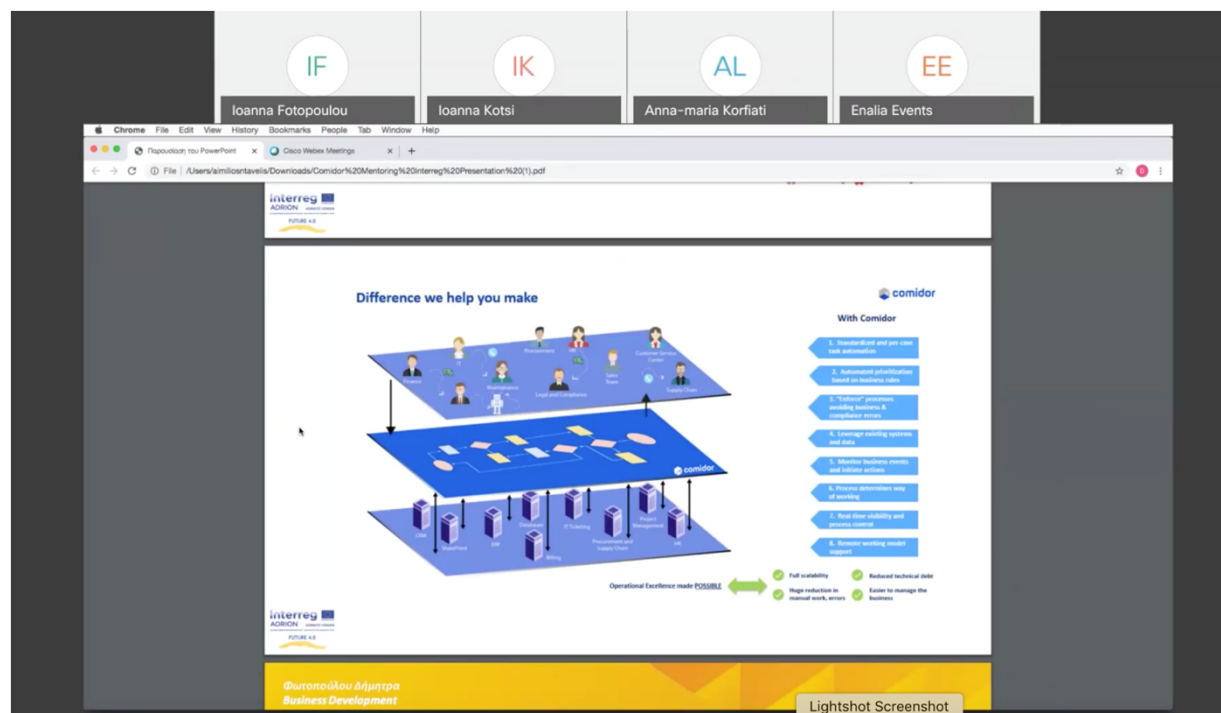 IF
IK
AL
EE
Ioanna Fotopoulou
Ioanna Kotsi
Anna-maria Korfiati
Enalia Events
Chrome File Edit View History Bookmarks People Tab Window Help
Παρουσίαση του PowerPoint
Cisco Webex Meetings
File /Users/aimiliosntavelis/Downloads/Comidor%20Mentoring%20Interreg%20Presentation%20(1).pdf
Interreg
ADRION
FUTURE 4.0
Difference we help you make
comidor
With Comidor
1. Standardized and per-case
task automation
2. Automated prioritization
based on business rules
3. "Enforce" processes
avoiding business &
compliance errors
4. Leverage existing systems
and data
5. Monitor business events
and initiate actions
6. Process determines way
of working
7. Real-time visibility and
process control
8. Remote working model
support
Procurement
HR
Customer Service
Center
IT
Finance
Maintenance
Sales
Team
Legal and Compliance
Supply Chain
comidor
CRM
SharePoint
ERP
Database
Billing
IT Ticketing
Procurement and
Supply Chain
Project
Management
HR
Operational Excellence made POSSIBLE
Full scalability
Reduced technical debt
Huge reduction in
manual work, errors
Easier to manage the
business
Interreg
ADRION
FUTURE 4.0
Φωτοπούλου Δήμητρα
Business Development
Lightshot Screenshot